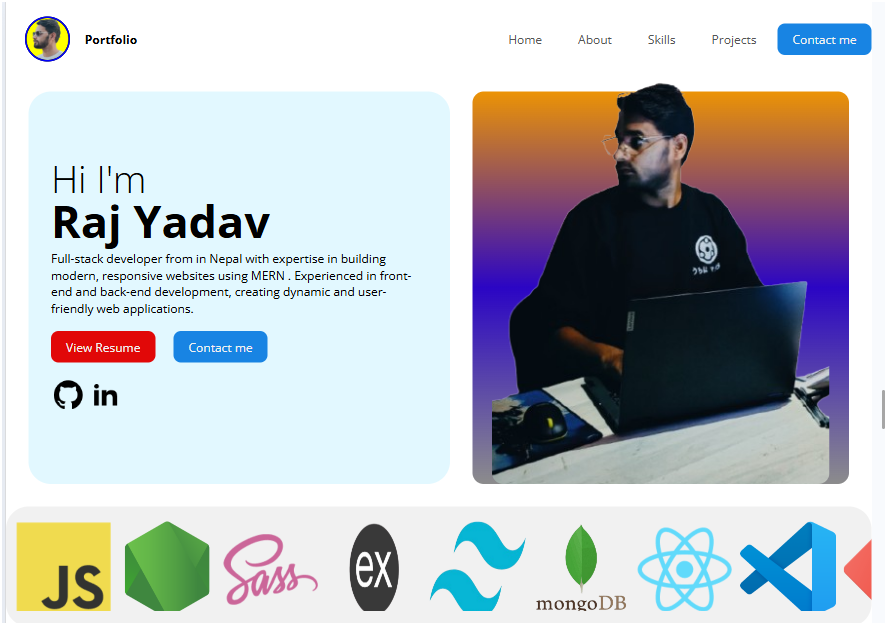 Portfolio
Home
About
Skills
Projects
Contact me
Hi I'm
Raj Yadav
Full-stack developer from in Nepal with expertise in building
modern, responsive websites using MERN . Experienced in front-
end and back-end development, creating dynamic and user-
friendly web applications.
View Resume
Contact me
in
JS
Sass
ex
mongoDB